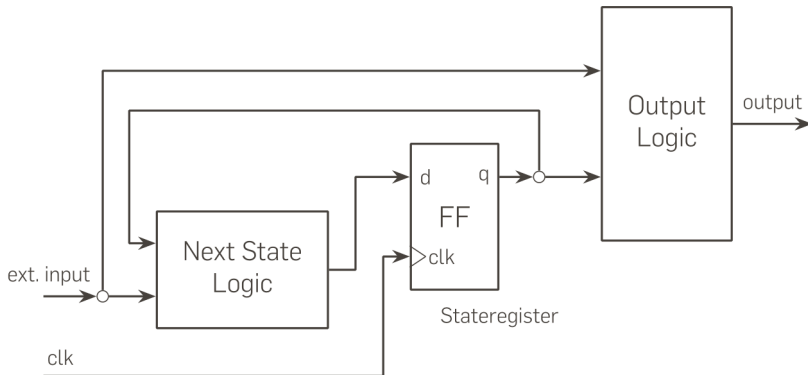 Output
Logic
output
d
q
FF
clk
Next State
Logic
ext. input
Stateregister
clk